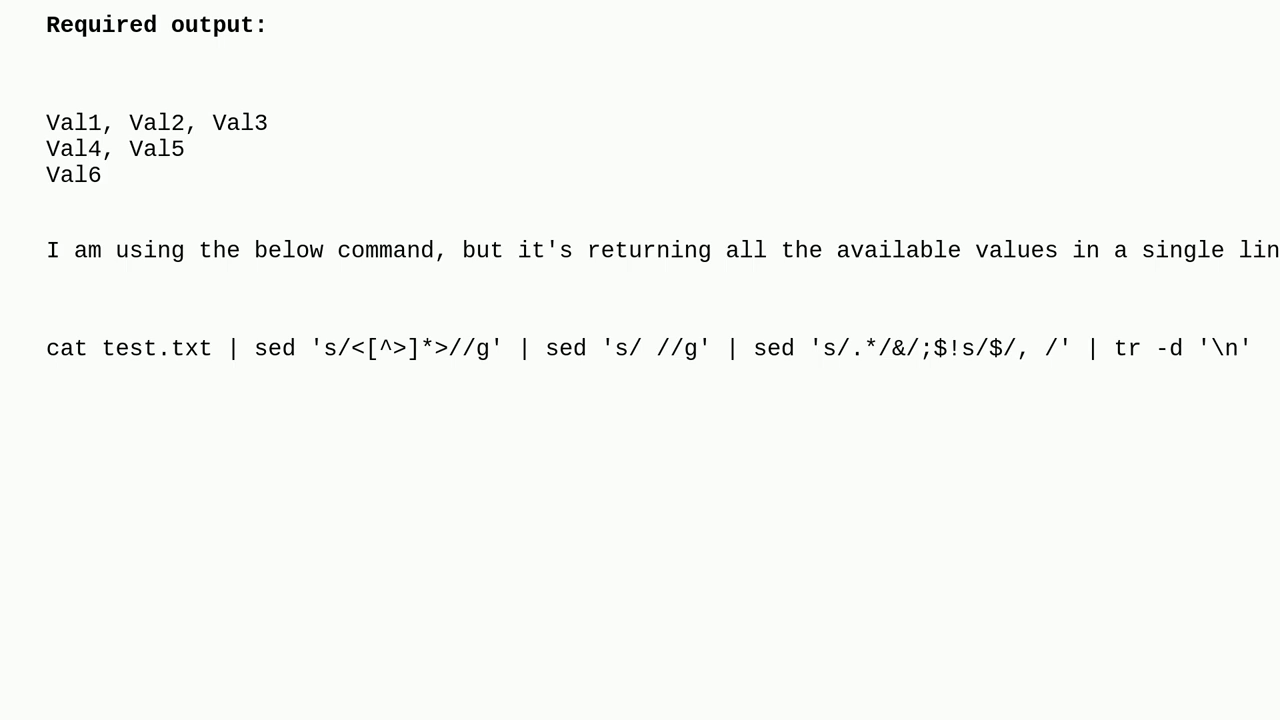 Required output:
Val1, Val2, Val3
Val4, Val5
Val6
I am using the below command, but it's returning all the available values in a single lin
cat test.txt | sed 's/<[^>]*>//g' | sed 's/ //g' | sed 's/.*/&/;$!s/$/, /' | tr -d '\n'